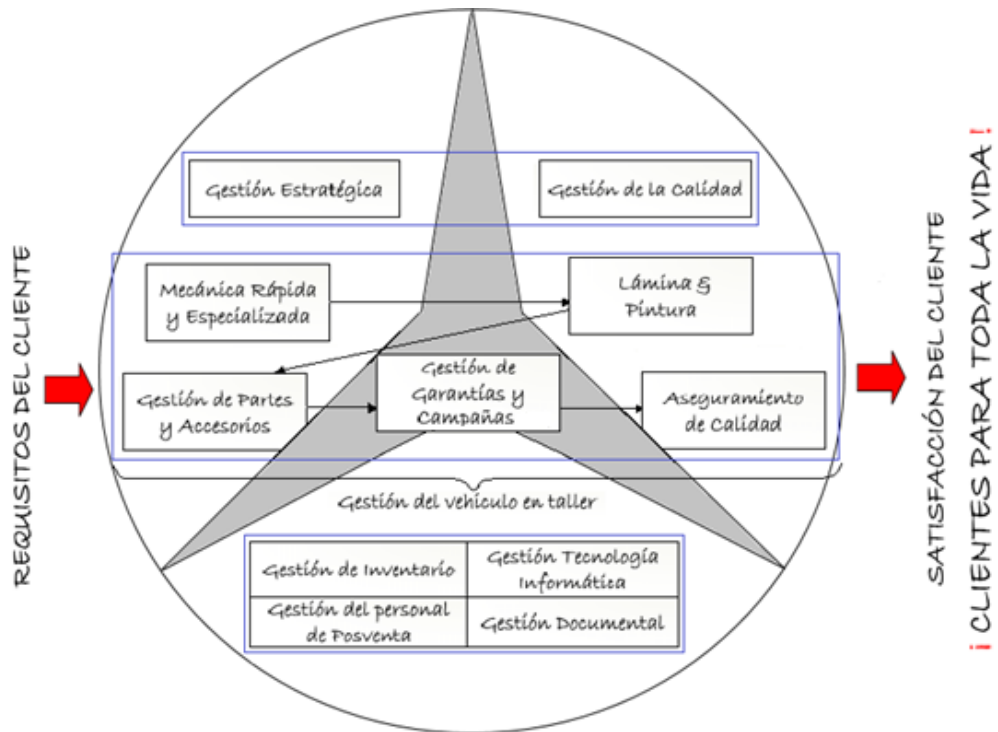 Gestión Estratégica
Gestión de la Calidad
REQUISITOS DEL CLIENTE
Mecánica Rápida
y Especializada
Lámina &
Pintura
Gestión de Partes
y Accesorios
Gestión de
Garantías y
Campañas
Aseguramiento
de Calidad
Gestión del vehículo en taller
Gestión de Inventario
Gestión Tecnología
Informática
Gestión del personal
de Posventa
Gestión Documental
SATISFACCIÓN DEL CLIENTE
¡ CLIENTES PARA TODA LA VIDA !